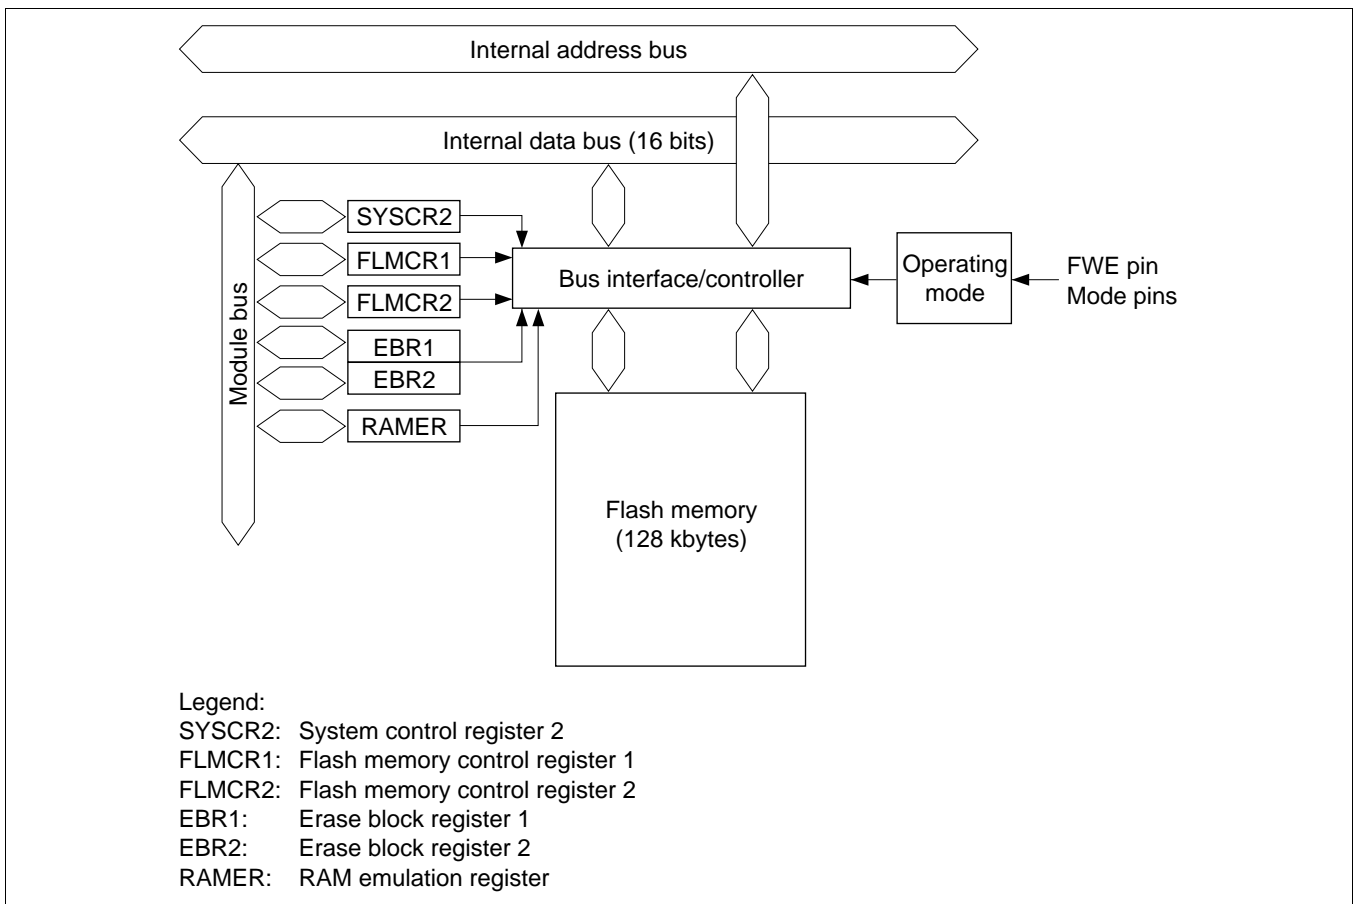 Internal address bus
Internal data bus (16 bits)
Module bus
SYSCR2
FLMCR1
FLMCR2
EBR1
EBR2
RAMER
Bus interface/controller
Operating
mode
FWE pin
Mode pins
Flash memory
(128 kbytes)
Legend:
SYSCR2: System control register 2
FLMCR1: Flash memory control register 1
FLMCR2: Flash memory control register 2
EBR1: Erase block register 1
EBR2: Erase block register 2
RAMER: RAM emulation register